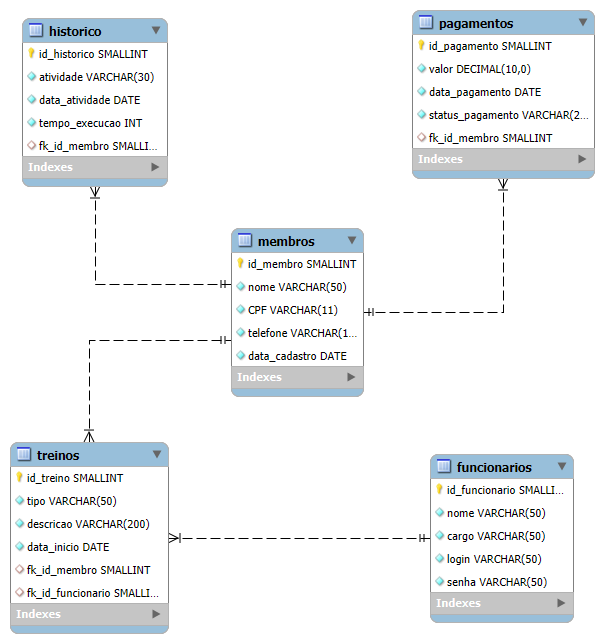 historico
id_historico SMALLINT
atividade VARCHAR(30)
data_atividade DATE
tempo_execucao INT
fk_id_membro SMALLI...
Indexes
pagamentos
id_pagamento SMALLINT
valor DECIMAL(10,0)
data_pagamento DATE
status_pagamento VARCHAR(2...
fk_id_membro SMALLINT
Indexes
membros
id_membro SMALLINT
nome VARCHAR(50)
CPF VARCHAR(11)
telefone VARCHAR(1...
data_cadastro DATE
Indexes
treinos
id_treino SMALLINT
tipo VARCHAR(50)
descricao VARCHAR(200)
data_inicio DATE
fk_id_membro SMALLINT
fk_id_funcionario SMALLI...
Indexes
funcionarios
id_funcionario SMALLI...
nome VARCHAR(50)
cargo VARCHAR(50)
login VARCHAR(50)
senha VARCHAR(50)
Indexes